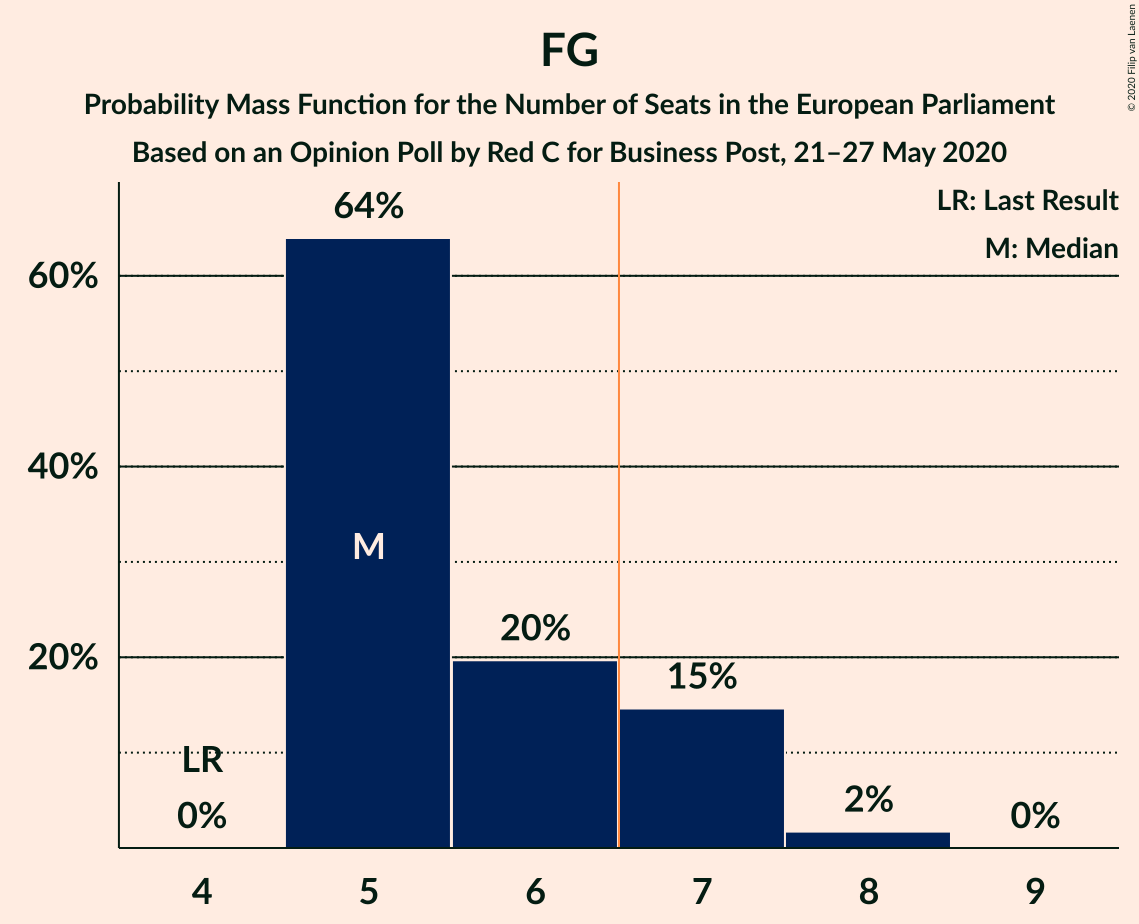 FG
Probability Mass Function for the Number of Seats in the European Parliament
Based on an Opinion Poll by Red C for Business Post, 21–27 May 2020
© 2020 Filip van Laenen
LR: Last Result
M: Median
64%
60%
40%
M
20%
20%
15%
LR
0%
2%
0%
4 5 6 7 8 9